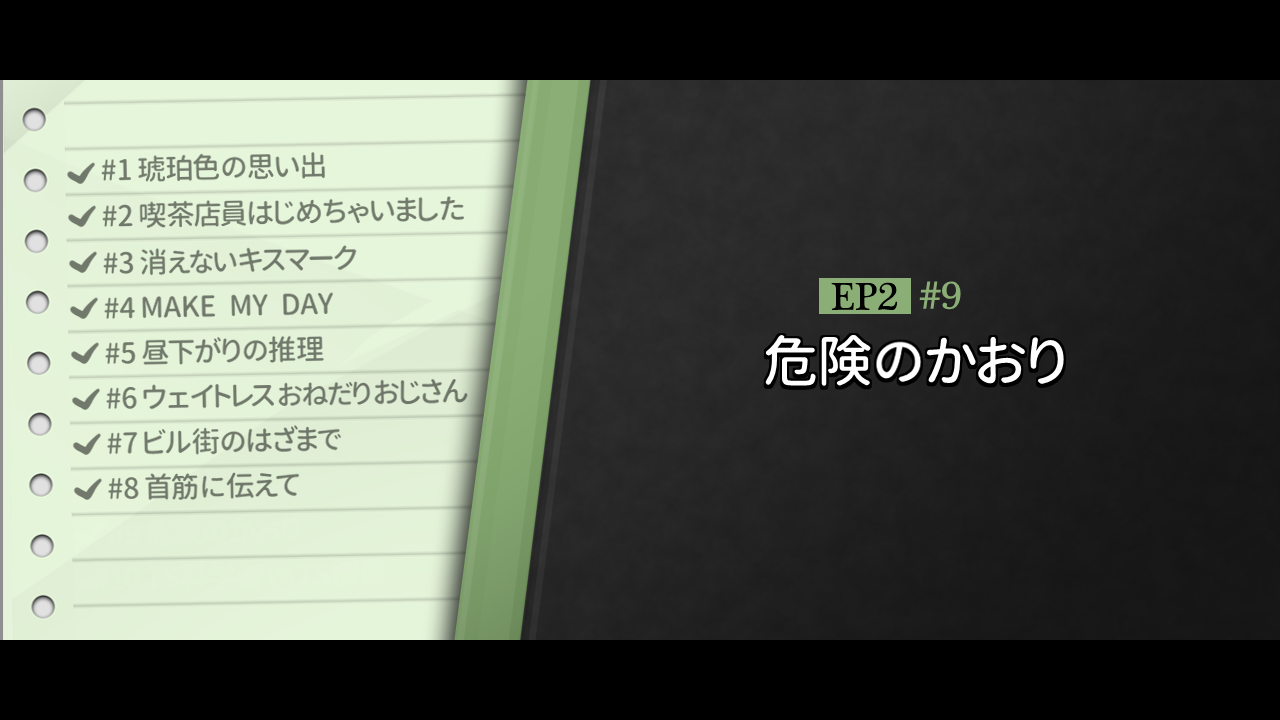 #1 琥珀色の思い出
#2 喫茶店員はじめちゃいました
#3 消えないキスマーク
#4 MAKE MY DAY
#5 昼下がりの推理
#6 ウェイトレスおねだりおじさん
#7 ビル街のはざまで
#8 首筋に伝えて
EP2 #9
危険のかおり